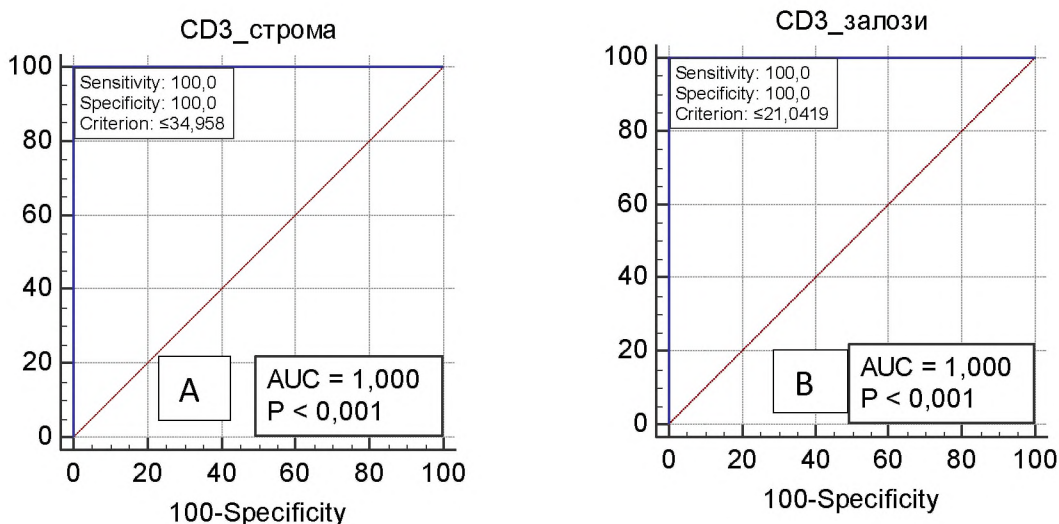 CD3_строма
100
80
60
40
20
0
Sensitivity: 100,0
Specificity: 100,0
Criterion: ≤34,958
A
AUC = 1,000
P < 0,001
0 20 40 60 80 100
100-Specificity
CD3_залози
100
80
60
40
20
0
Sensitivity: 100,0
Specificity: 100,0
Criterion: ≤21,0419
B
AUC = 1,000
P < 0,001
0 20 40 60 80 100
100-Specificity